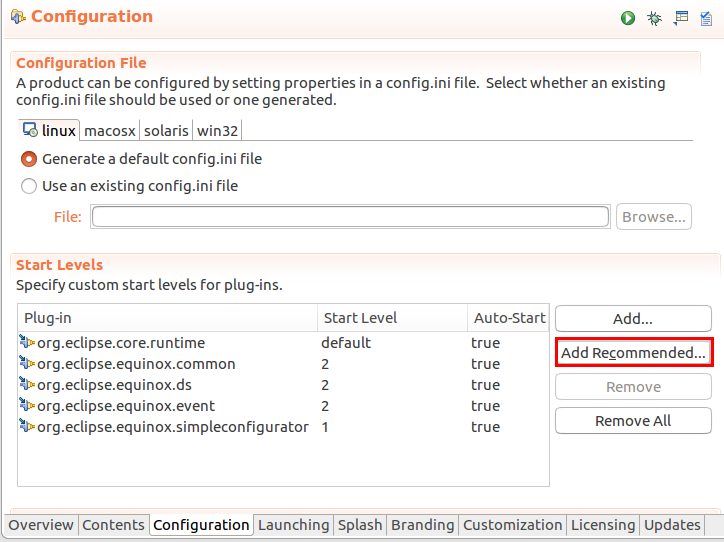 Configuration
Configuration File
A product can be configured by setting properties in a config.ini file.  Select whether an existing
config.ini file should be used or one generated.
linux macosx solaris win32
Generate a default config.ini file
Use an existing config.ini file
File: Browse...
Start Levels
Specify custom start levels for plug-ins.
Plug-in Start Level Auto-Start Add...
org.eclipse.core.runtime default true
Add Recommended...
org.eclipse.equinox.common 2 true
org.eclipse.equinox.ds 2 true Remove
org.eclipse.equinox.event 2 true
org.eclipse.equinox.simpleconfigurator 1 true Remove All
Overview Contents Configuration Launching Splash Branding Customization Licensing Updates